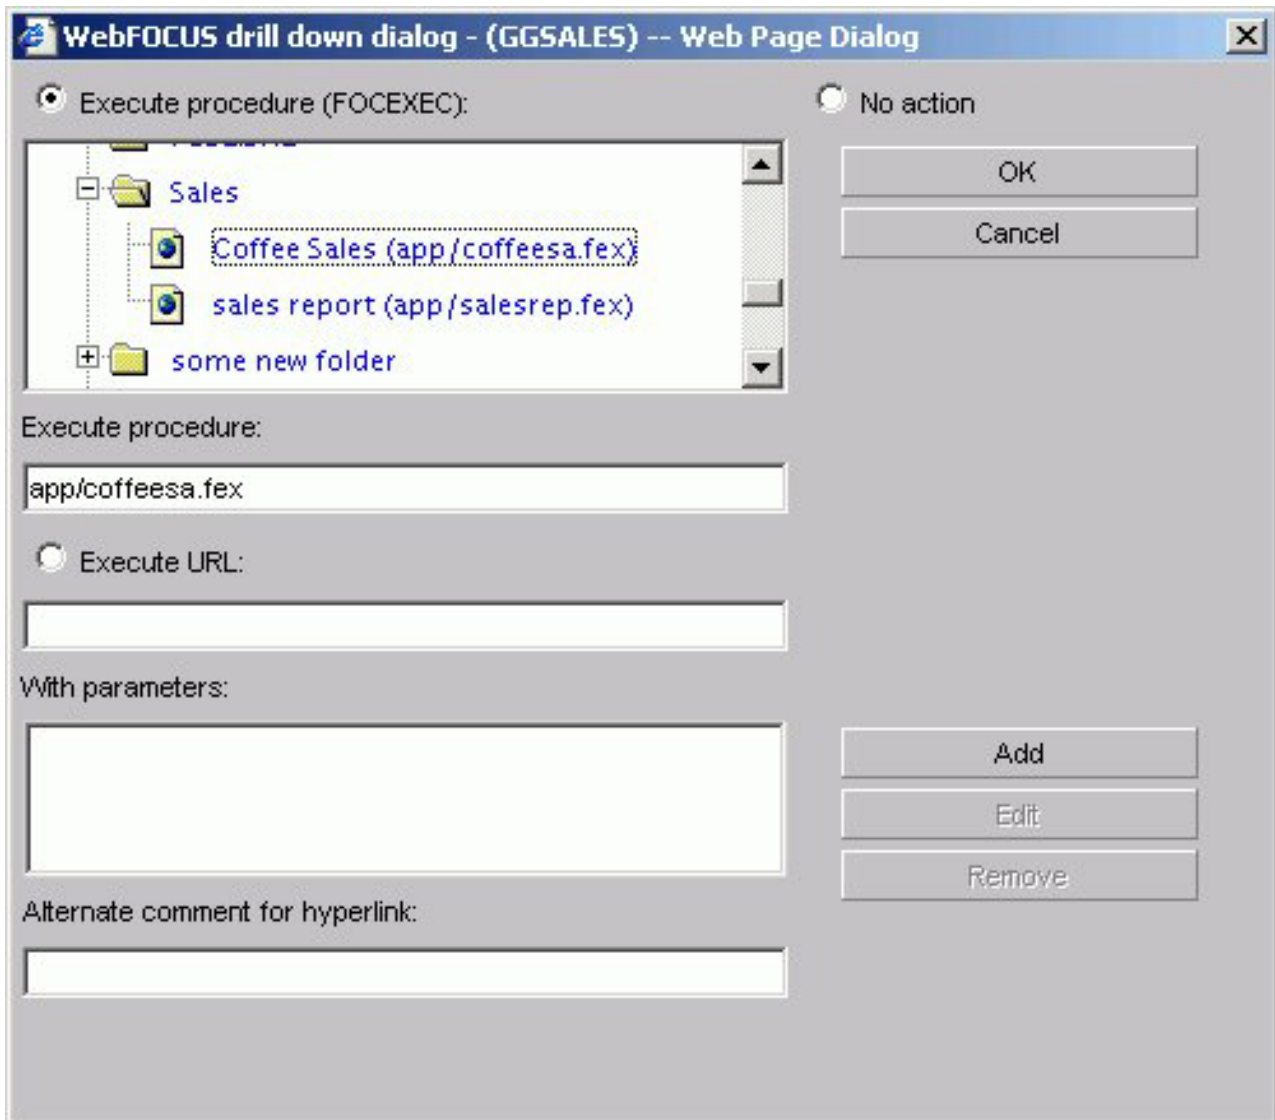 WebFOCUS drill down dialog - (GGSALES) -- Web Page Dialog
Execute procedure (FOCEXEC):
No action
Sales
Coffee Sales (app/coffeesa.fex)
sales report (app/salesrep.fex)
some new folder
OK
Cancel
Execute procedure:
app/coffeesa.fex
Execute URL:
With parameters:
Add
Edit
Remove
Alternate comment for hyperlink: